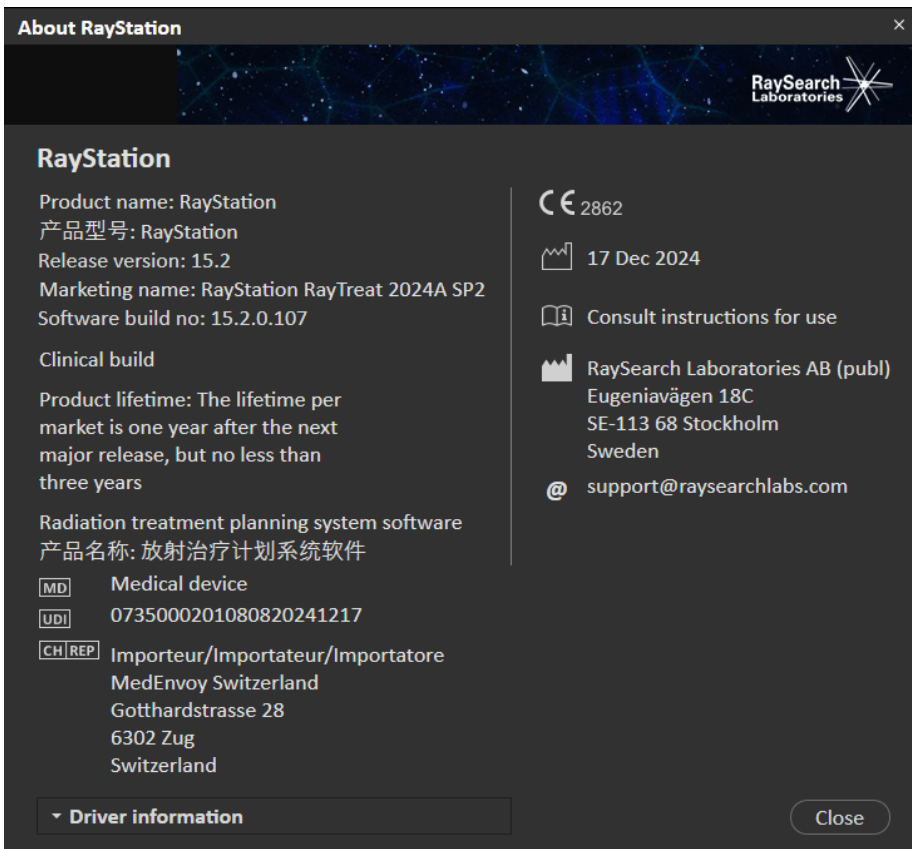 About RayStation
×
RaySearch
Laboratories
RayStation
Product name: RayStation
产品型号: RayStation
Release version: 15.2
Marketing name: RayStation RayTreat 2024A SP2
Software build no: 15.2.0.107
Clinical build
Product lifetime: The lifetime per
market is one year after the next
major release, but no less than
three years
Radiation treatment planning system software
产品名称: 放射治疗计划系统软件
MD Medical device
UDI 0735000201080820241217
CH REP Importeur/Importateur/Importatore
MedEnvoy Switzerland
Gotthardstrasse 28
6302 Zug
Switzerland
CE 2862
17 Dec 2024
i Consult instructions for use
RaySearch Laboratories AB (publ)
Eugeniavägen 18C
SE-113 68 Stockholm
Sweden
@ support@raysearchlabs.com
Driver information
Close